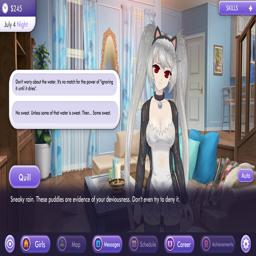 $245
SKILLS
July 4 Night
Don't worry about the water. It's no match for the power of "ignoring
it until it dries".
No sweat. Unless some of that water is sweat. Then... Some sweat.
Quill
Auto
Sneaky rain. These puddles are evidence of your deviousness. Don't even try to deny it.
Girls
Map
Messages
Schedule
Career
Achievements